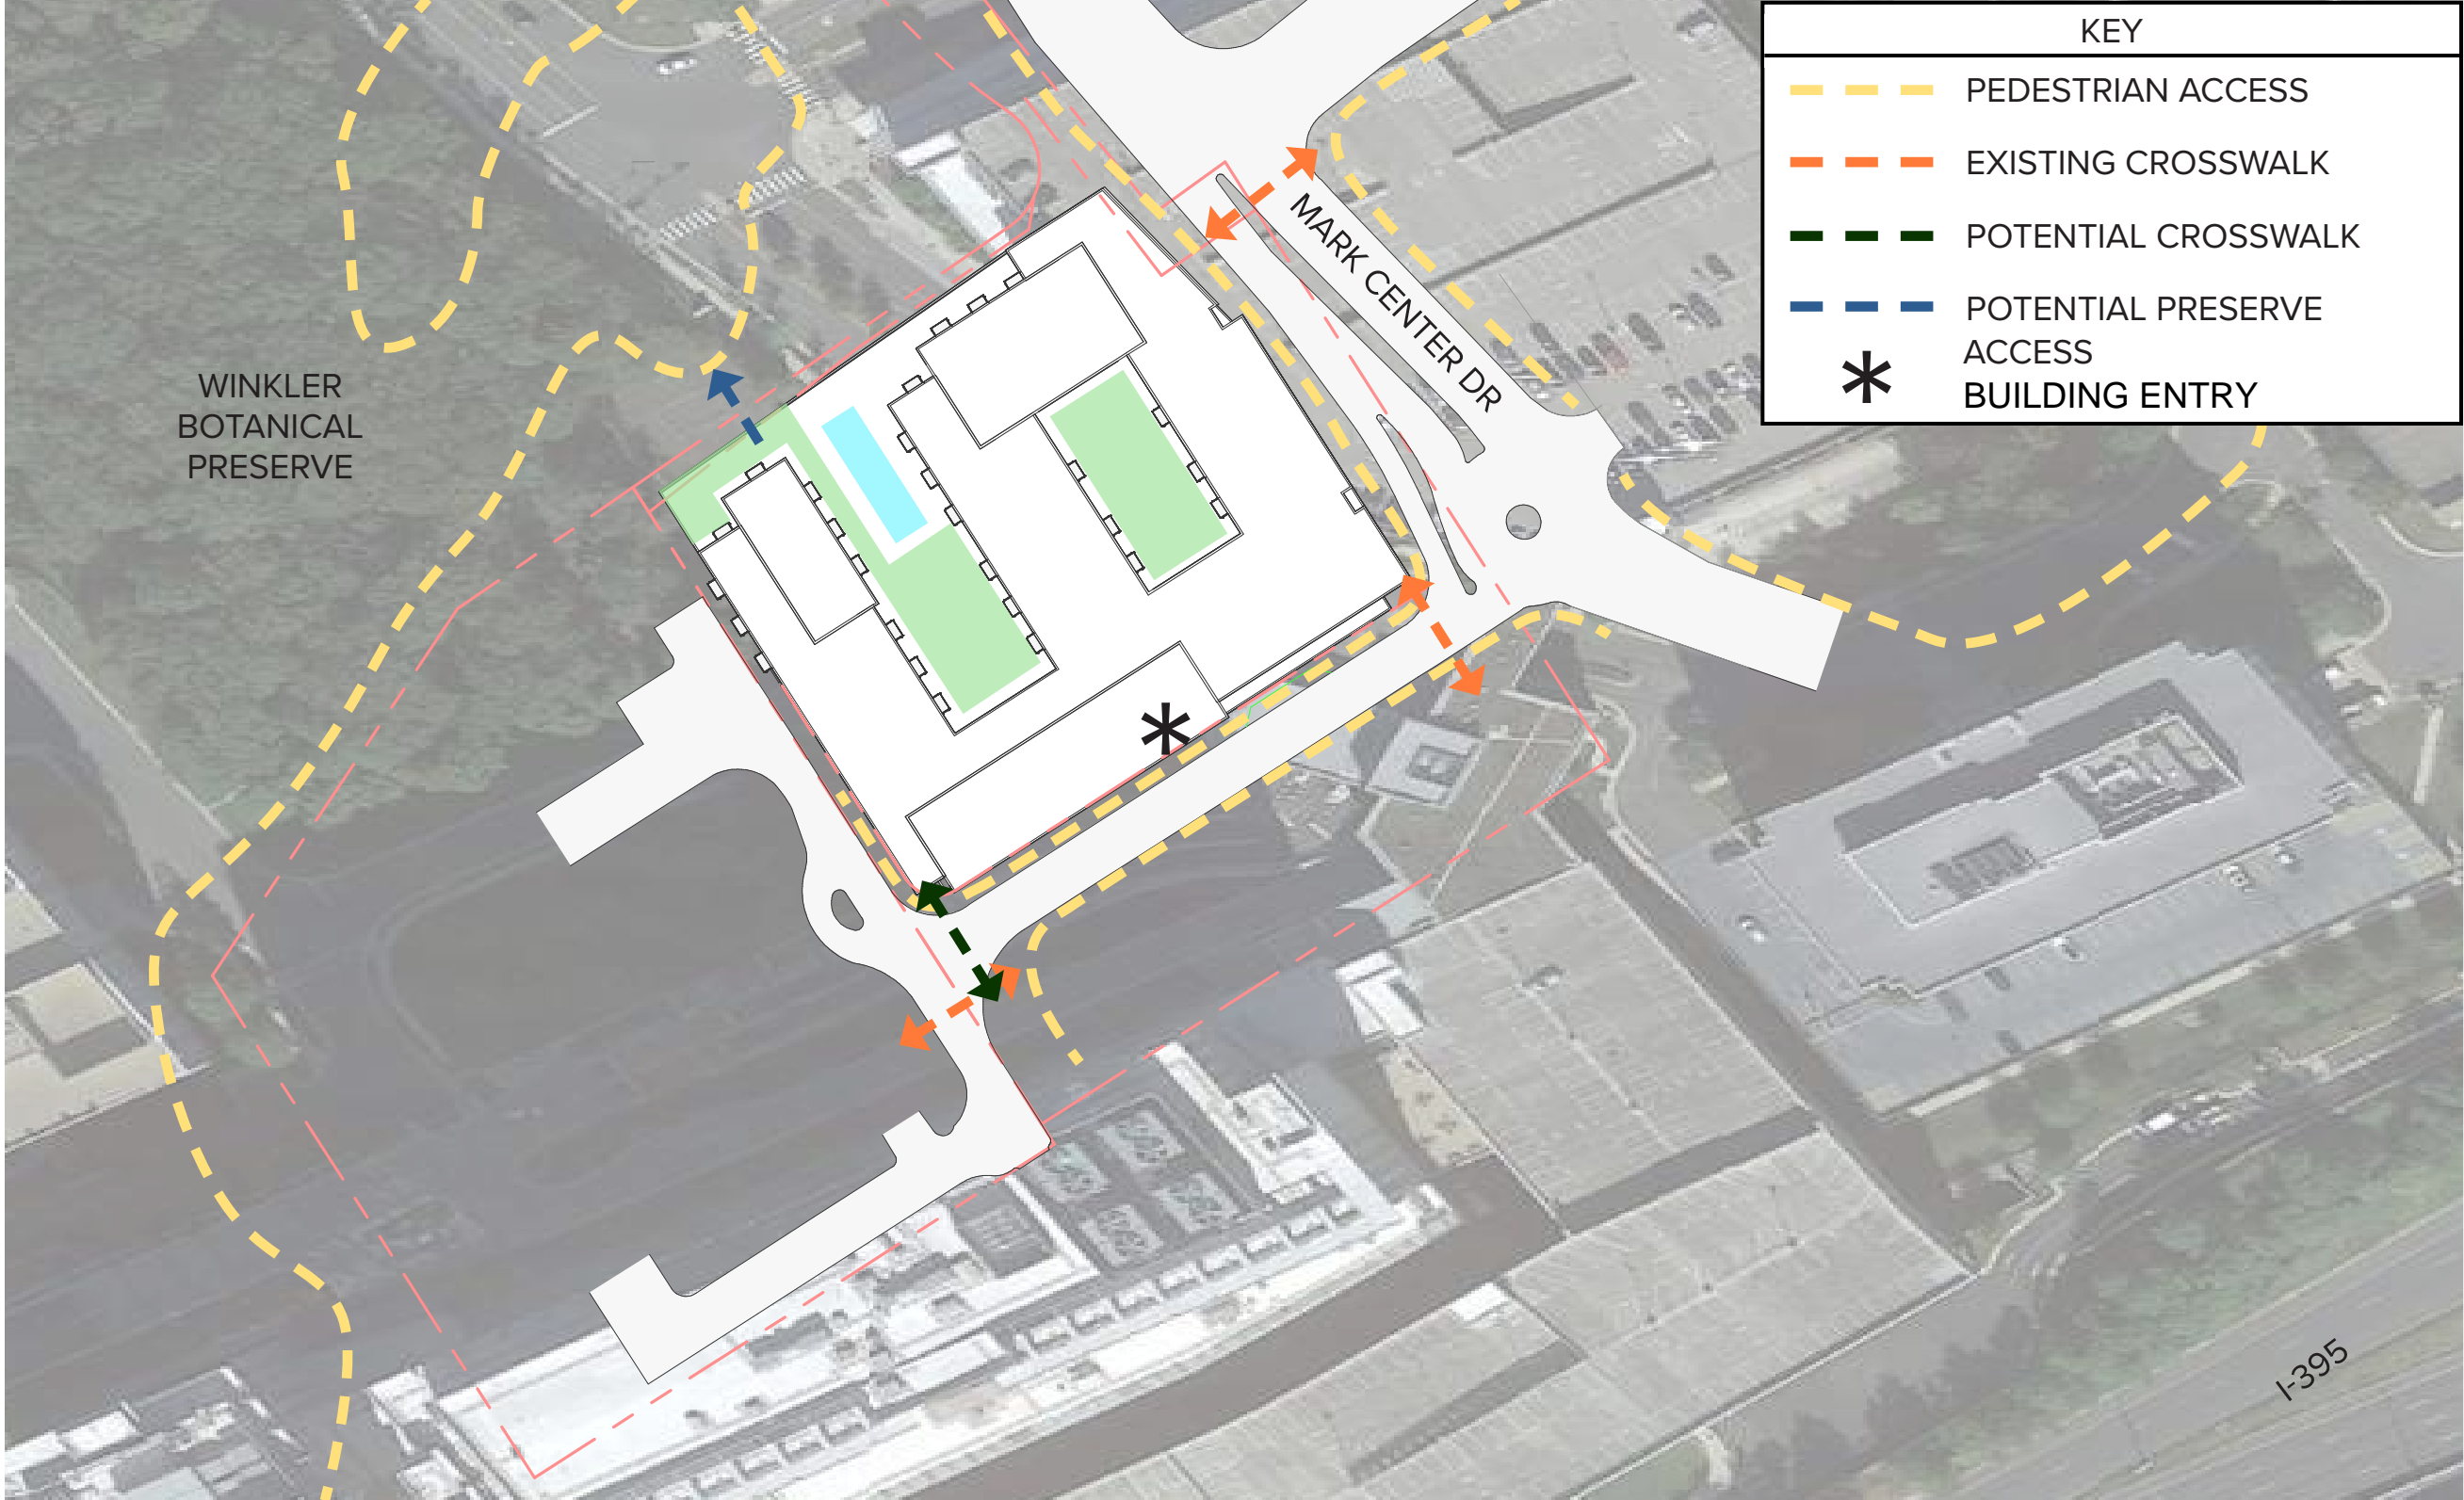 KEY
PEDESTRIAN ACCESS
EXISTING CROSSWALK
POTENTIAL CROSSWALK
POTENTIAL PRESERVE
ACCESS
BUILDING ENTRY
MARK CENTER DR
WINKLER
BOTANICAL
PRESERVE
I-395